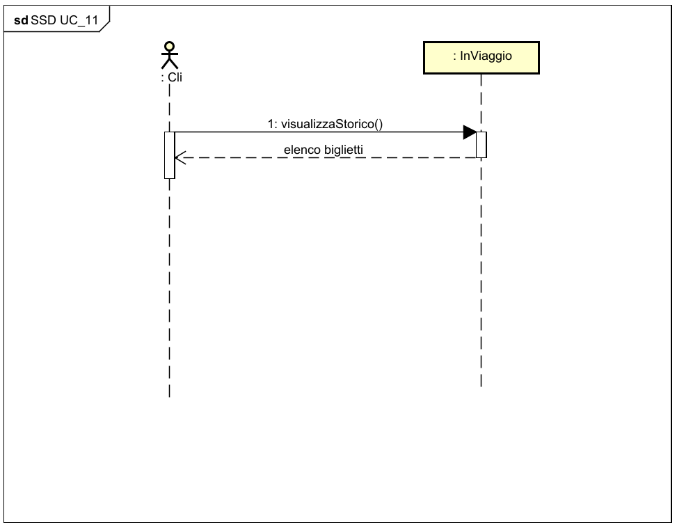 sd SSD UC_11
: Cli
: InViaggio
1: visualizzaStorico()
elenco biglietti